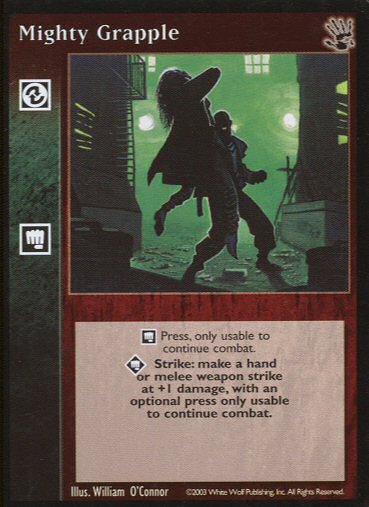 Mighty Grapple
Press, only usable to
continue combat.
Strike: make a hand
or melee weapon strike
at +1 damage, with an
optional press only usable
to continue combat.
Illus. William O'Connor
©2003 White Wolf Publishing, Inc. All Rights Reserved.